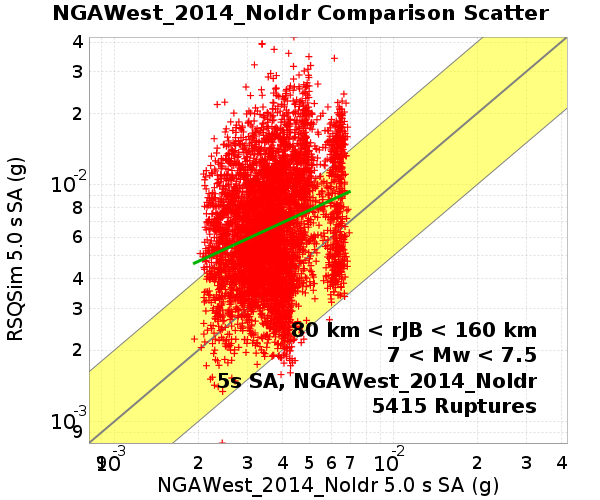 NGAWest_2014_NoIdr Comparison Scatter
RSQSim 5.0 s SA (g)
4
3
2
10-2
8
6
4
3
2
10-3
9
80 km < rJB < 160 km
7 < Mw < 7.5
5s SA, NGAWest_2014_NoIdr
5415 Ruptures
9 10-3 2 3 4 5 6 7 10-2 2 3 4
NGAWest_2014_NoIdr 5.0 s SA (g)